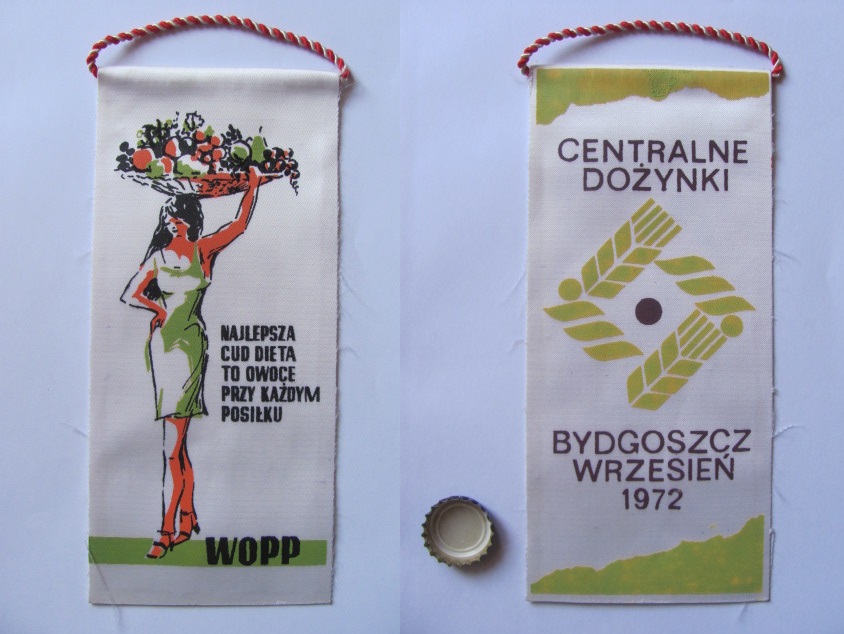 NAJLEPSZA
CUD DIETA
TO OWOCE
PRZY KAŻDYM
POSIŁKU
WOPP
CENTRALNE
DOŻYNKI
BYDGOSZCZ
WRZESIEŃ
1972